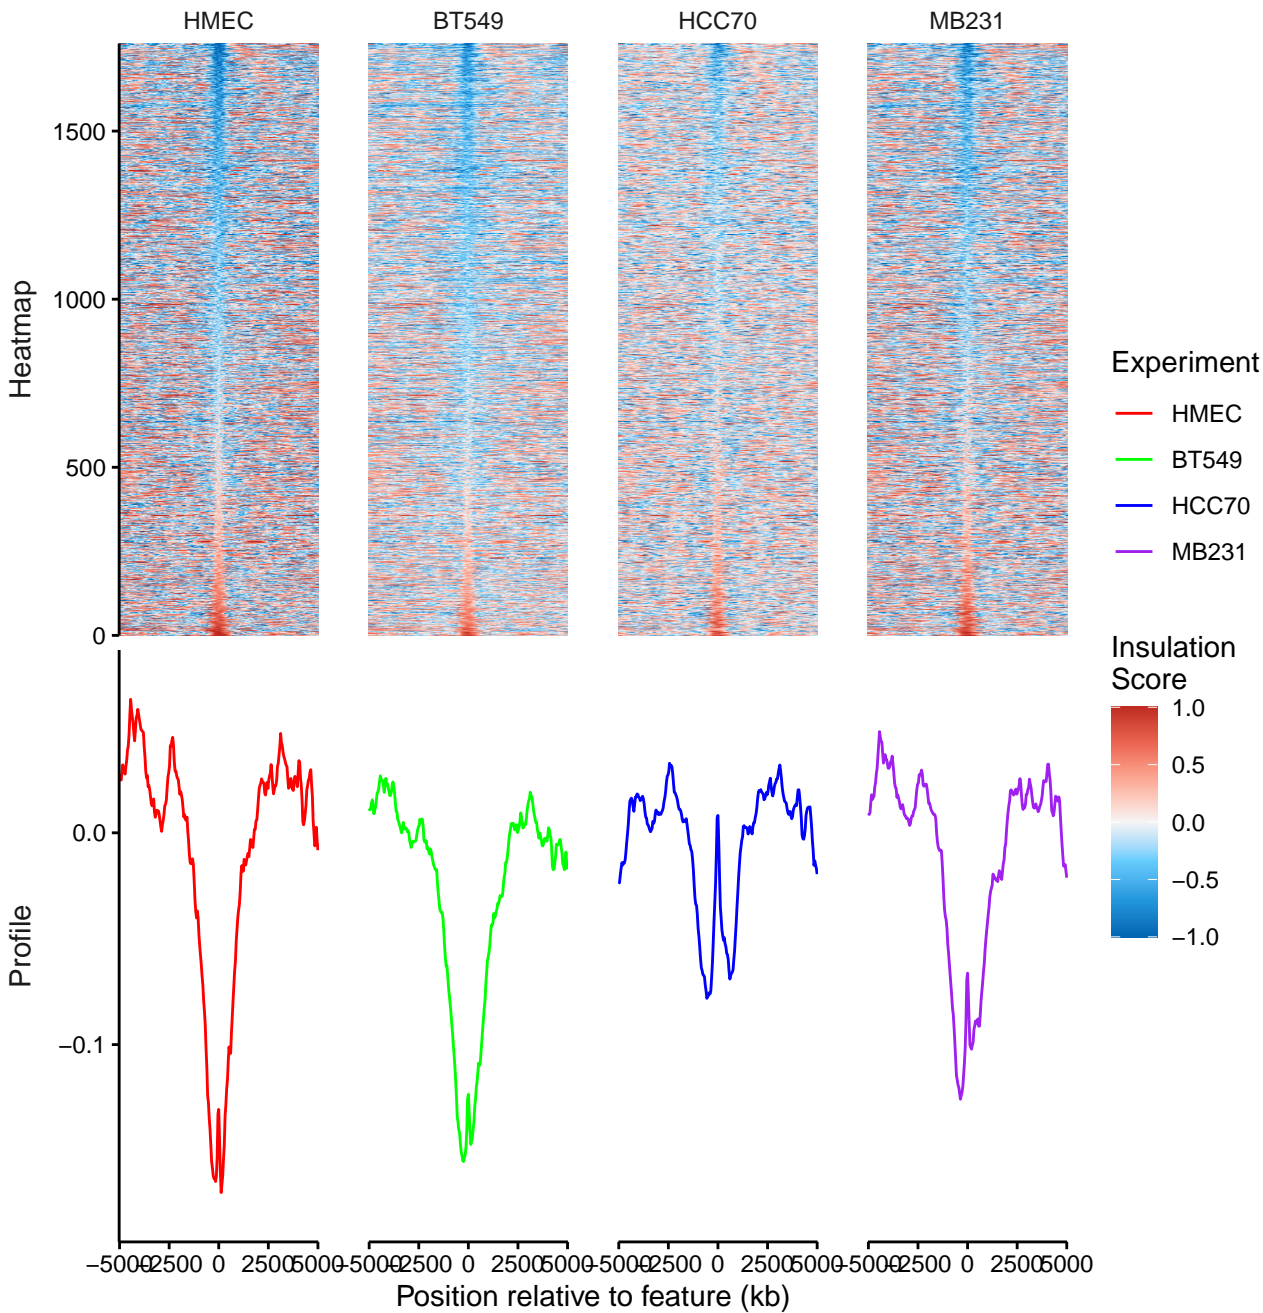 HMEC BT549 HCC70 MB231
Heatmap
1500
1000
500
0
Profile
0.0
−0.1
−5000 −2500 0 2500 5000 −5000 −2500 0 2500 5000 −5000 −2500 0 2500 5000 −5000 −2500 0 2500 5000
Position relative to feature (kb)
Experiment
HMEC
BT549
HCC70
MB231
Insulation
Score
1.0
0.5
0.0
−0.5
−1.0